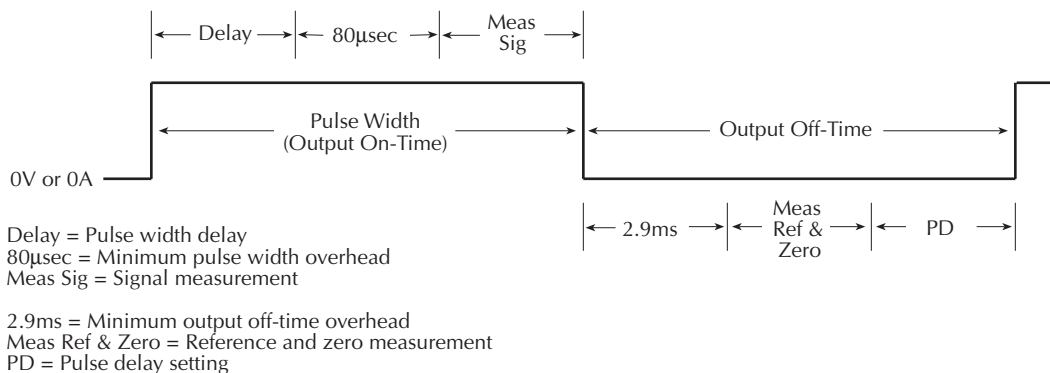 Delay
80µsec
Meas
Sig
Pulse Width
(Output On-Time)
Output Off-Time
0V or 0A
2.9ms
Meas
Ref &
Zero
PD
Delay = Pulse width delay
80µsec = Minimum pulse width overhead
Meas Sig = Signal measurement
2.9ms = Minimum output off-time overhead
Meas Ref & Zero = Reference and zero measurement
PD = Pulse delay setting